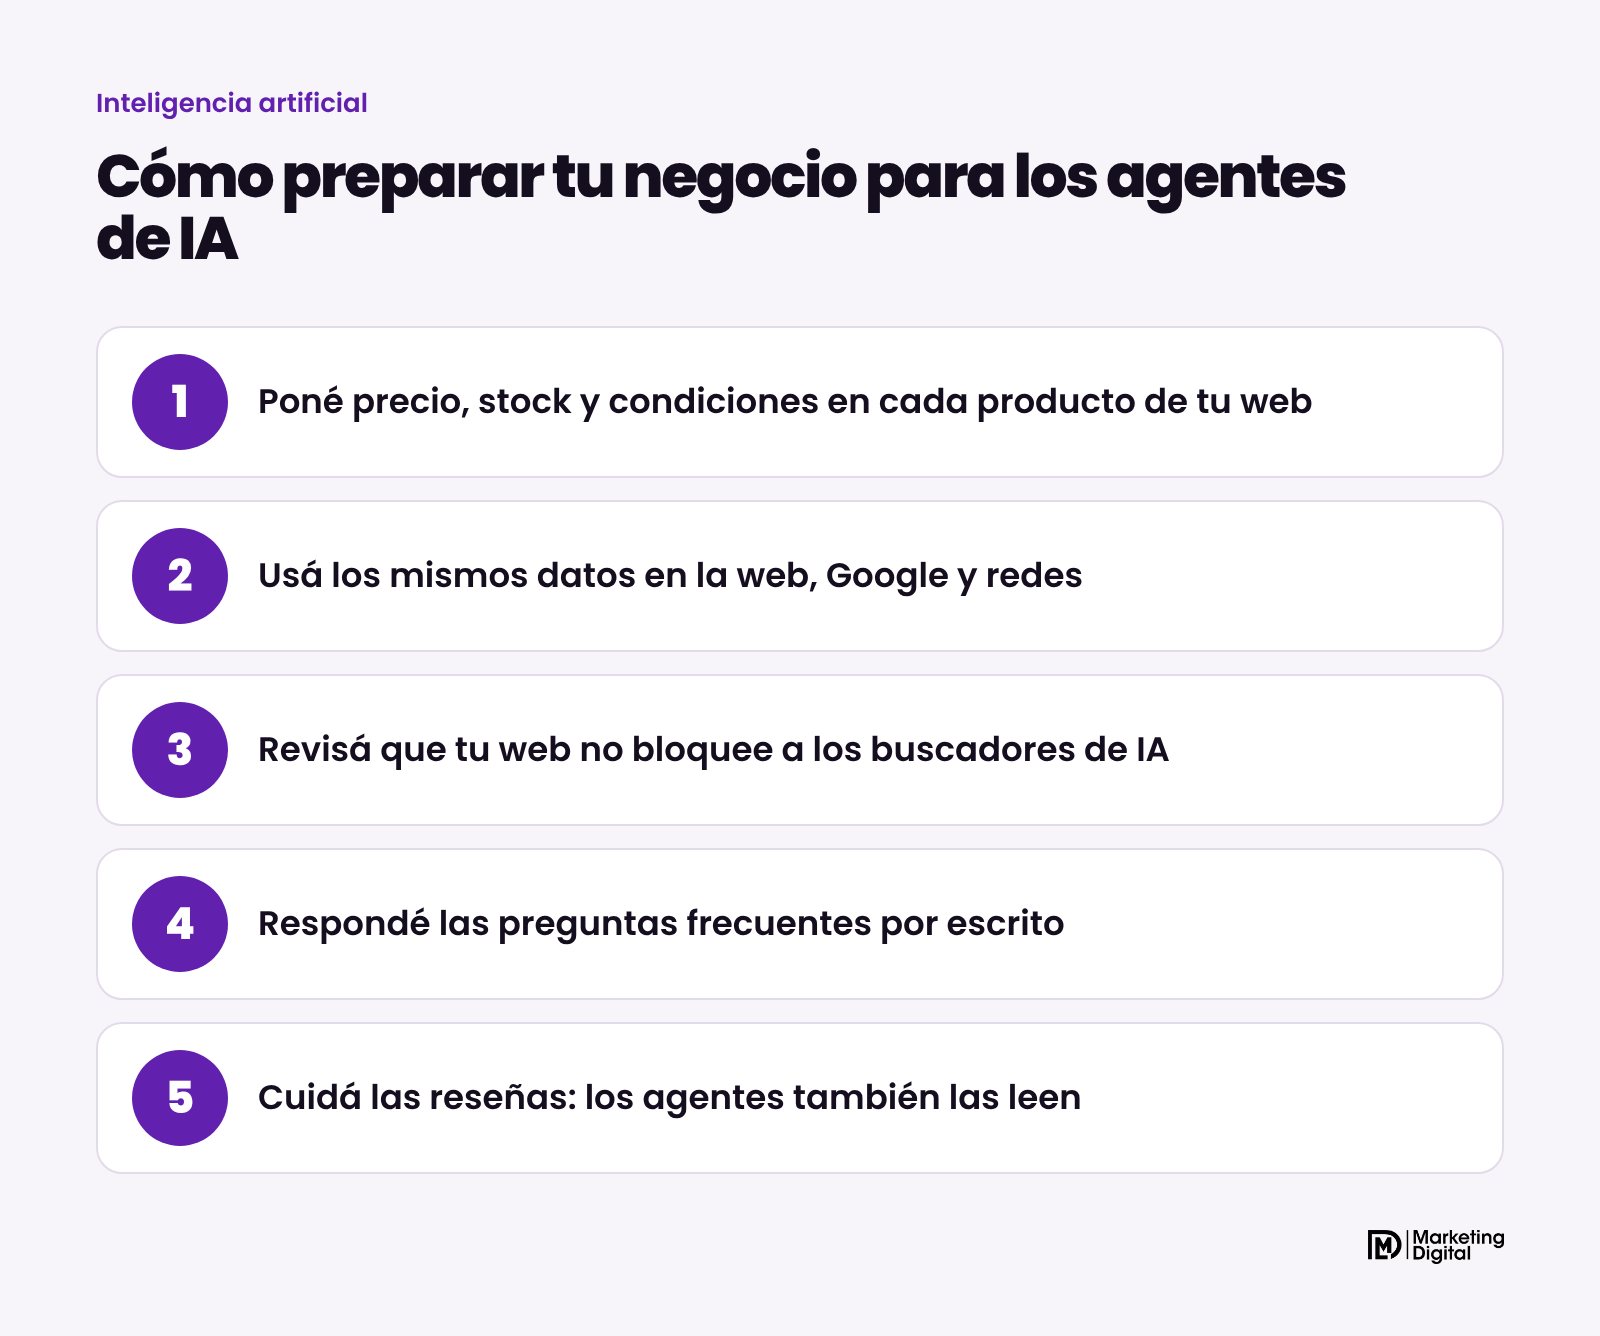 Inteligencia artificial
Cómo preparar tu negocio para los agentes
de IA
1
Poné precio, stock y condiciones en cada producto de tu web
2
Usá los mismos datos en la web, Google y redes
3
Revisá que tu web no bloquee a los buscadores de IA
4
Respondé las preguntas frecuentes por escrito
5
Cuidá las reseñas: los agentes también las leen
Marketing
Digital